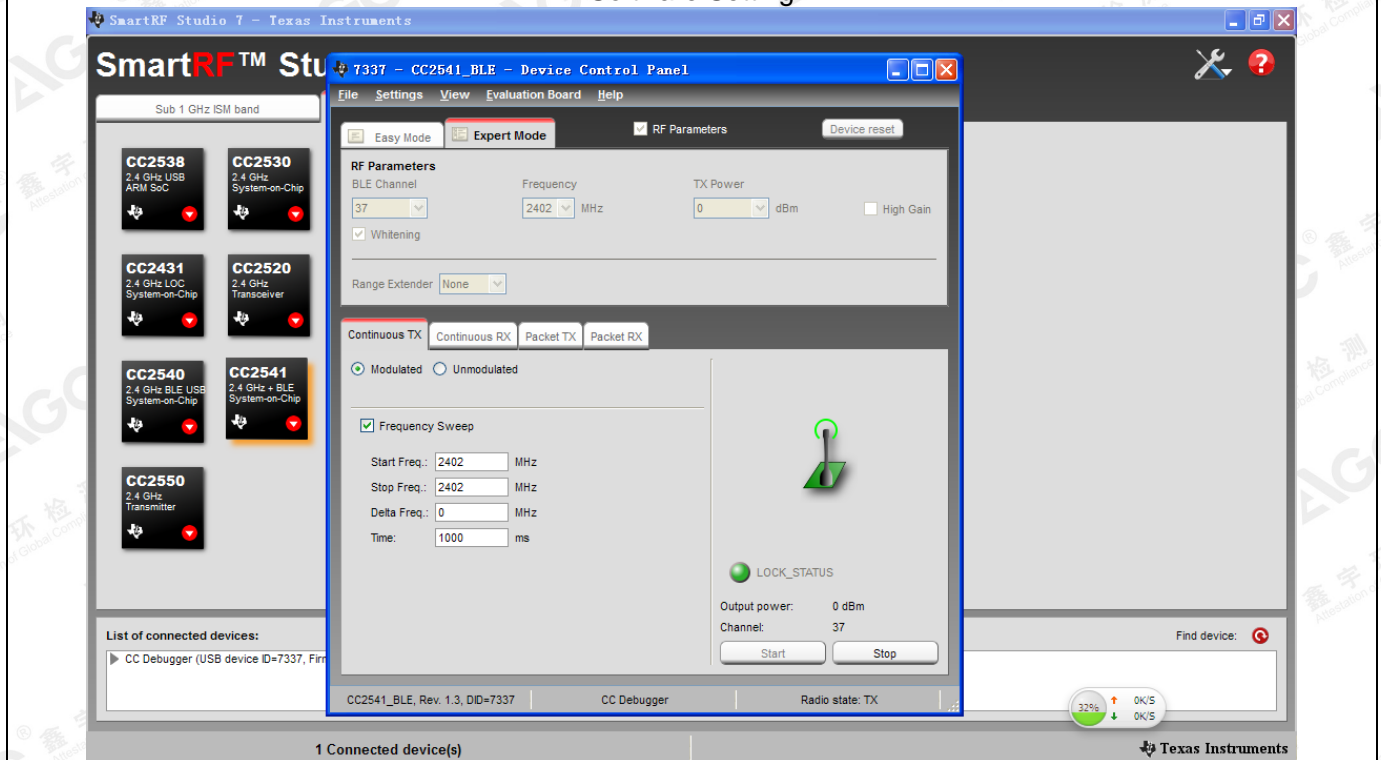 SmartRF Studio 7 - Texas Instruments
SmartRF™ Stu
7337 - CC2541_BLE - Device Control Panel
File Settings View Evaluation Board Help
Sub 1 GHz ISM band
Easy Mode
Expert Mode
RF Parameters
Device reset
RF Parameters
BLE Channel
Frequency
TX Power
37
2402
MHz
0
dBm
High Gain
Whitening
Range Extender
None
CC2538
2.4 GHz USB
ARM SoC
CC2530
2.4 GHz
System-on-Chip
CC2431
2.4 GHz LOC
System-on-Chip
CC2520
2.4 GHz
Transceiver
CC2540
2.4 GHz BLE USB
System-on-Chip
CC2541
2.4 GHz + BLE
System-on-Chip
CC2550
2.4 GHz
Transmitter
Continuous TX
Continuous RX
Packet TX
Packet RX
Modulated
Unmodulated
Frequency Sweep
Start Freq.: 2402 MHz
Stop Freq.: 2402 MHz
Delta Freq.: 0 MHz
Time: 1000 ms
LOCK_STATUS
Output power: 0 dBm
Channel: 37
Start
Stop
CC2541_BLE, Rev. 1.3, DID=7337
CC Debugger
Radio state: TX
List of connected devices:
Find device:
CC Debugger (USB device ID=7337, Firm
32%
0K/S
0K/S
1 Connected device(s)
Texas Instruments